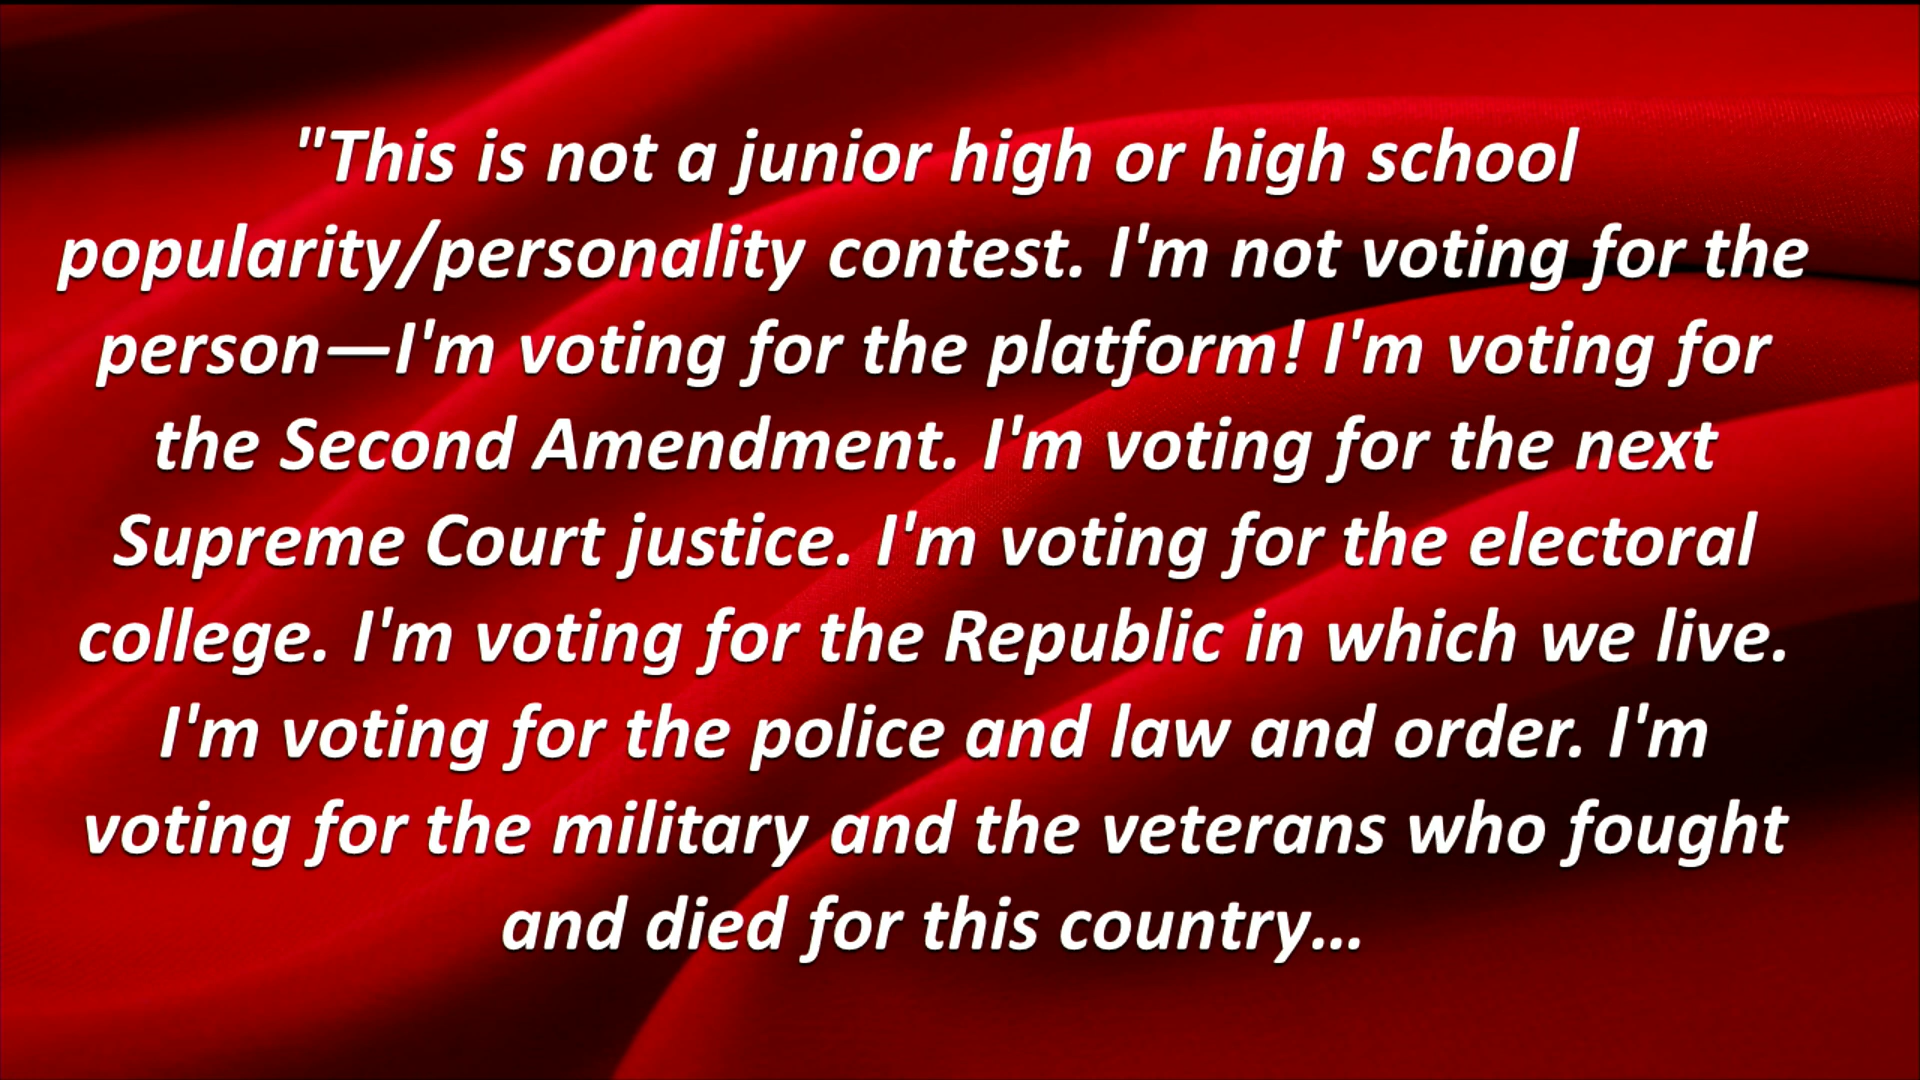 "This is not a junior high or high school
popularity/personality contest. I'm not voting for the
person—I'm voting for the platform! I'm voting for
the Second Amendment. I'm voting for the next
Supreme Court justice. I'm voting for the electoral
college. I'm voting for the Republic in which we live.
I'm voting for the police and law and order. I'm
voting for the military and the veterans who fought
and died for this country...